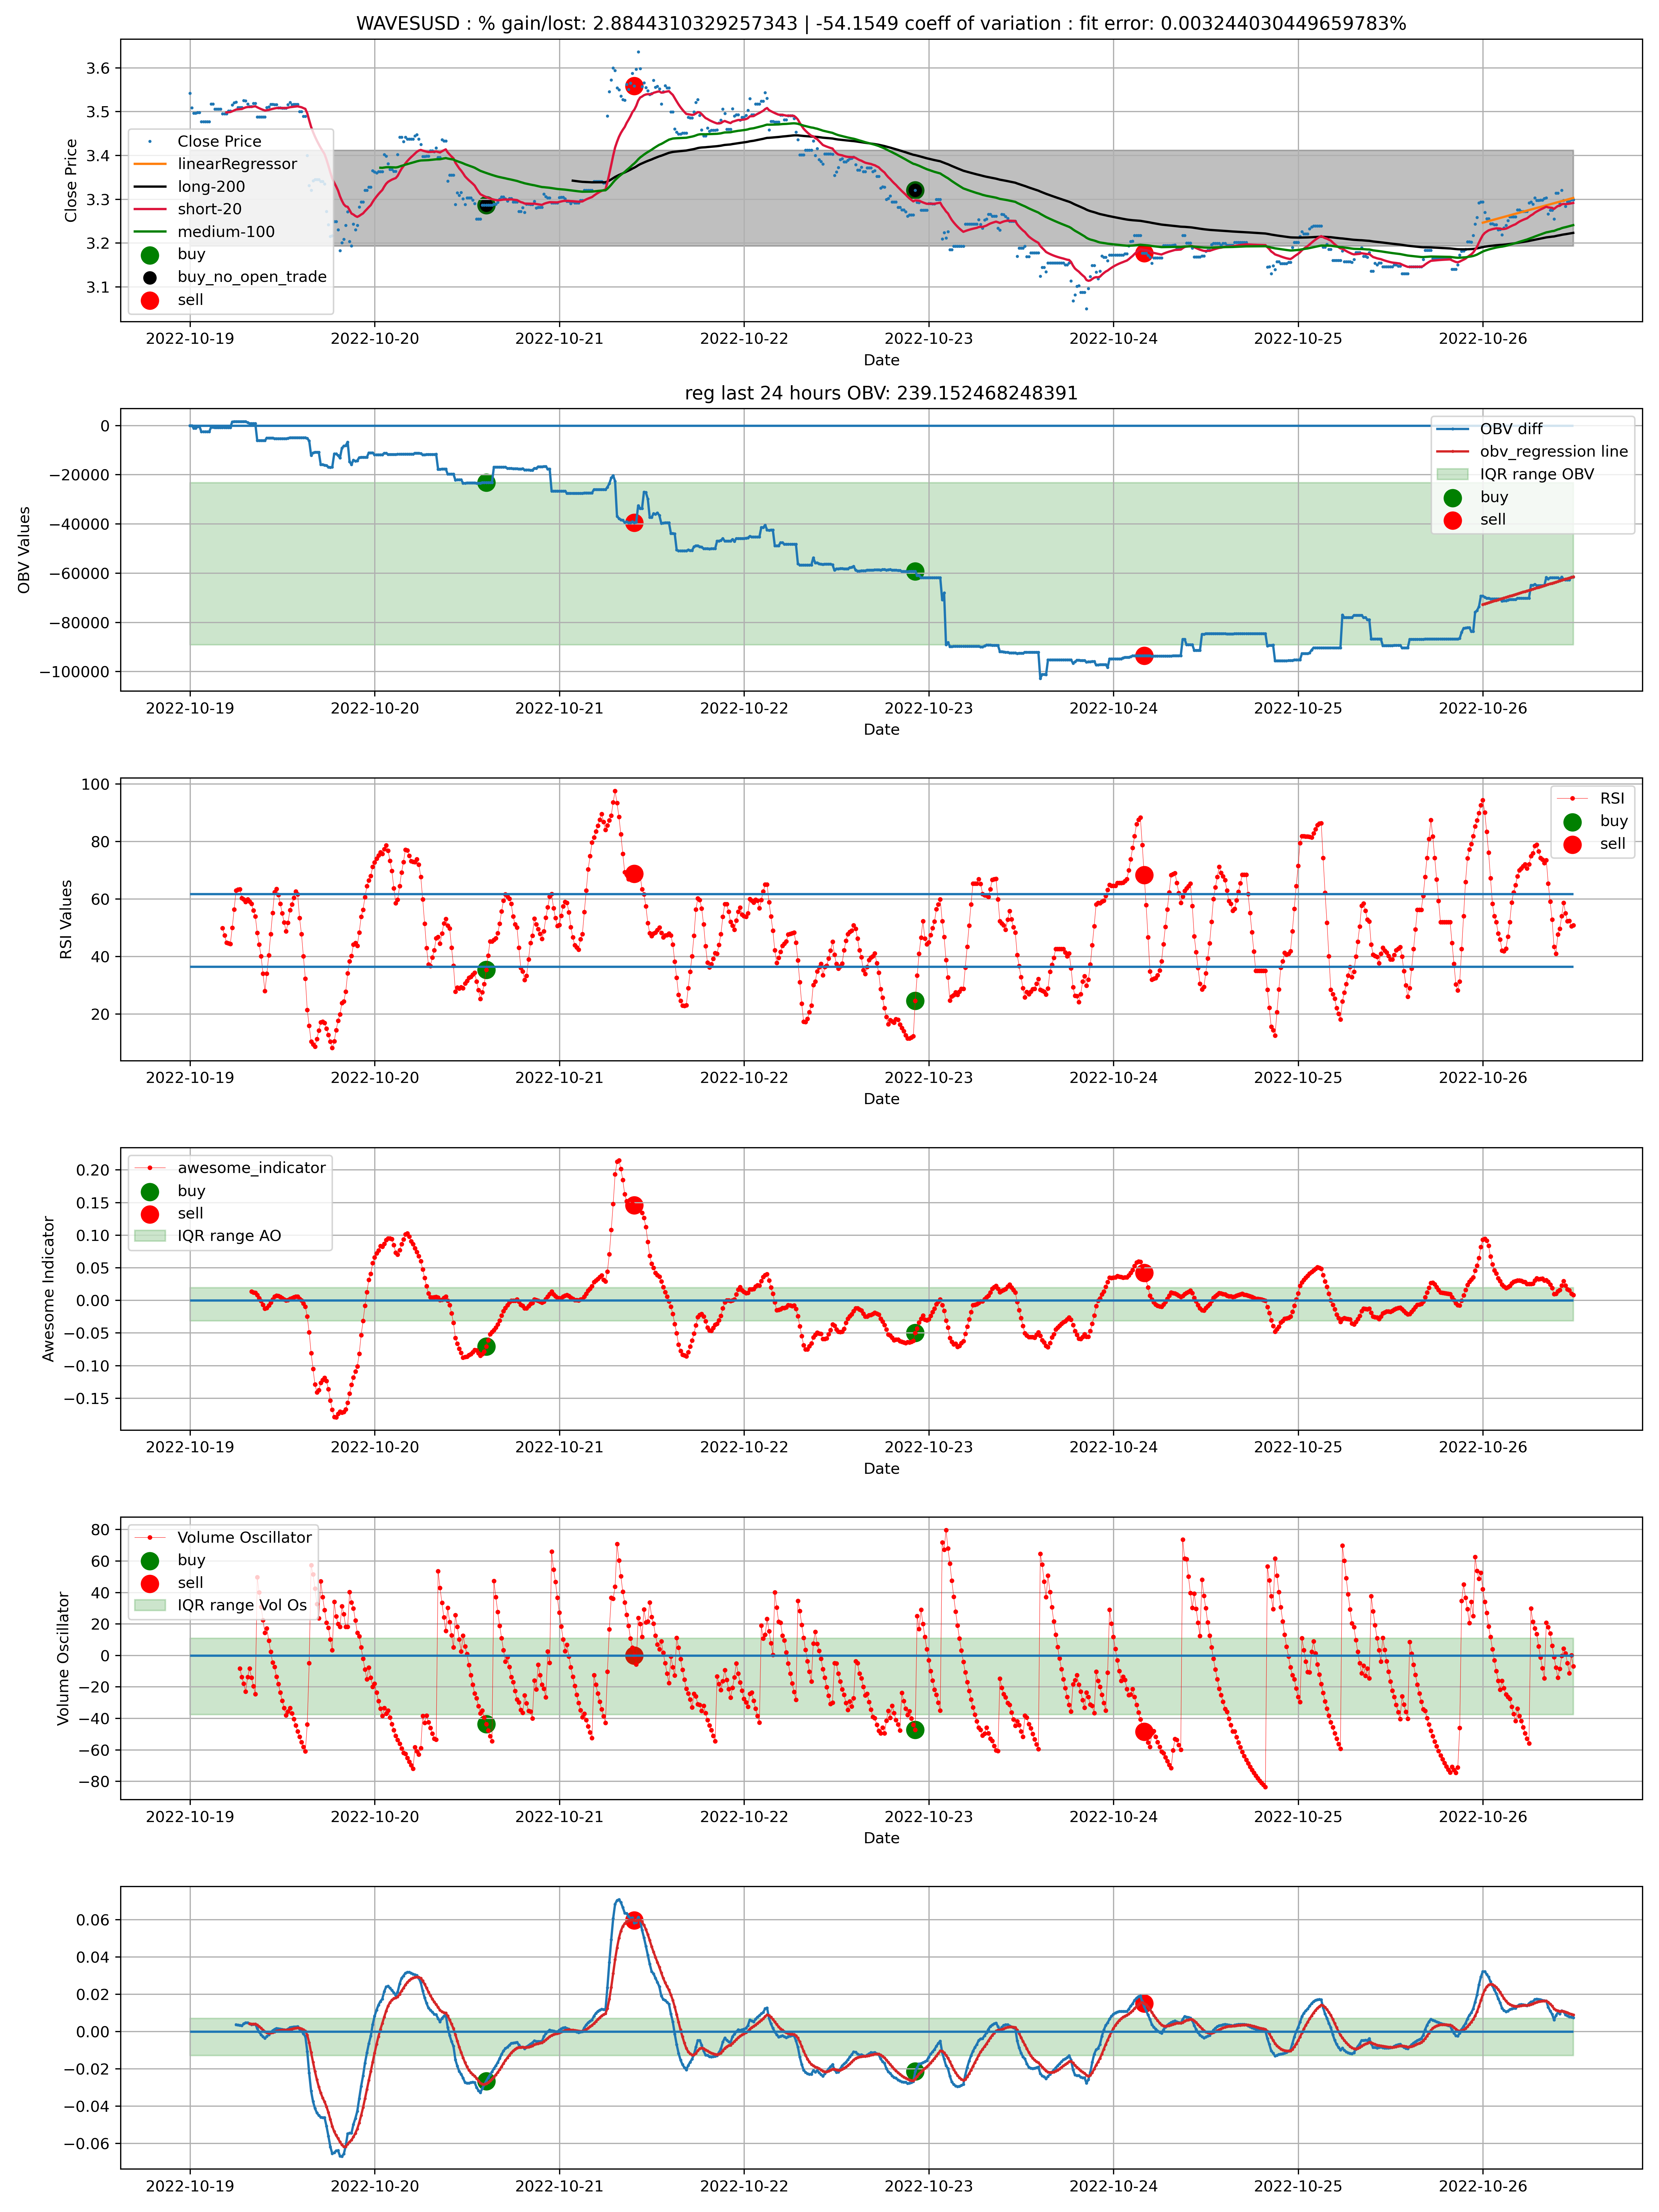 WAVESUSD : % gain/lost: 2.8844310329257343 | -54.1549 coeff of variation : fit error: 0.003244030449659783%
Close Price
3.6
3.5
3.4
3.3
3.2
3.1
Close Price
linearRegressor
long-200
short-20
medium-100
buy
buy_no_open_trade
sell
2022-10-19 2022-10-20 2022-10-21 2022-10-22 2022-10-23 2022-10-24 2022-10-25 2022-10-26
Date
reg last 24 hours OBV: 239.152468248391
OBV Values
0
−20000
−40000
−60000
−80000
−100000
OBV diff
obv_regression line
IQR range OBV
buy
sell
2022-10-19 2022-10-20 2022-10-21 2022-10-22 2022-10-23 2022-10-24 2022-10-25 2022-10-26
Date
RSI Values
100
80
60
40
20
RSI
buy
sell
2022-10-19 2022-10-20 2022-10-21 2022-10-22 2022-10-23 2022-10-24 2022-10-25 2022-10-26
Date
Awesome Indicator
0.20
0.15
0.10
0.05
0.00
−0.05
−0.10
−0.15
awesome_indicator
buy
sell
IQR range AO
2022-10-19 2022-10-20 2022-10-21 2022-10-22 2022-10-23 2022-10-24 2022-10-25 2022-10-26
Date
Volume Oscillator
80
60
40
20
0
−20
−40
−60
−80
Volume Oscillator
buy
sell
IQR range Vol Os
2022-10-19 2022-10-20 2022-10-21 2022-10-22 2022-10-23 2022-10-24 2022-10-25 2022-10-26
Date
0.06
0.04
0.02
0.00
−0.02
−0.04
−0.06
2022-10-19 2022-10-20 2022-10-21 2022-10-22 2022-10-23 2022-10-24 2022-10-25 2022-10-26